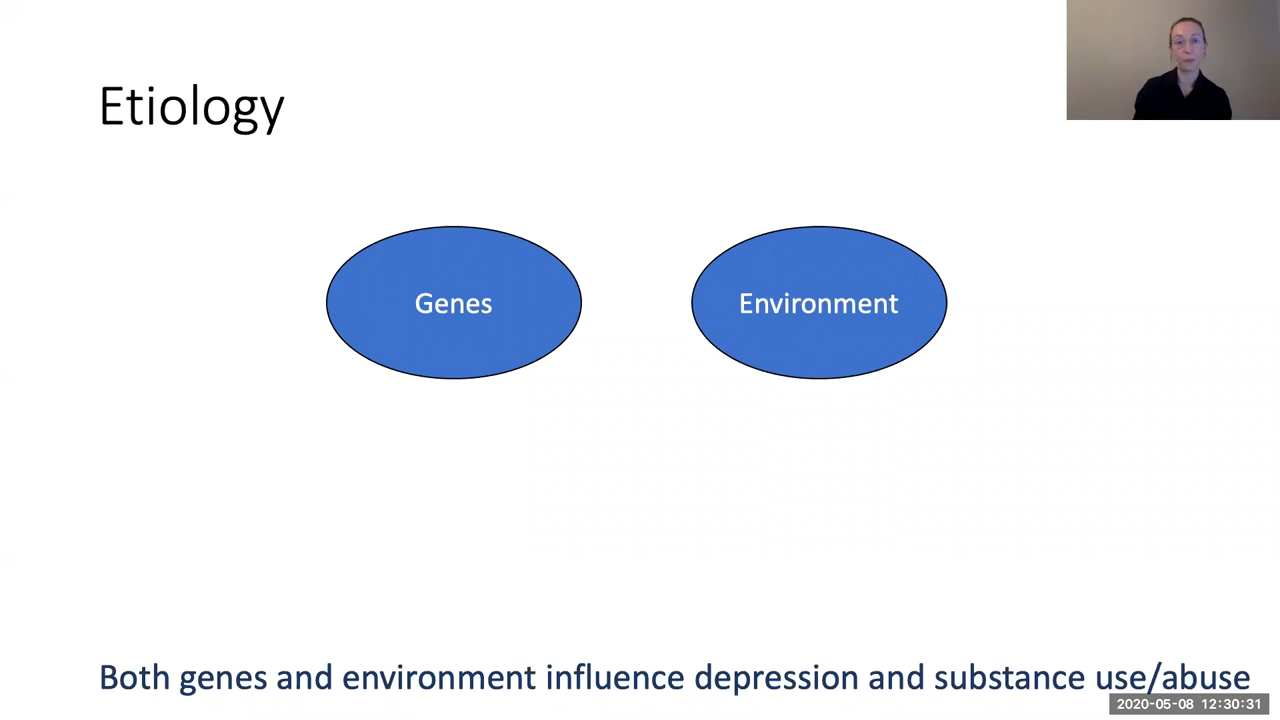 Etiology
Genes
Environment
Both genes and environment influence depression and substance use/abuse
2020-05-08 12:30:31